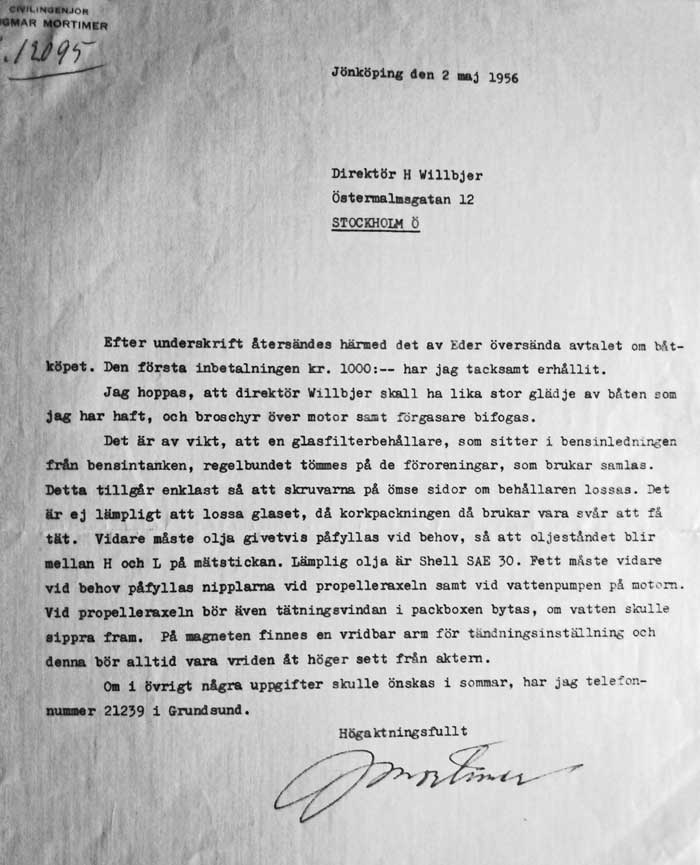 CIVILINGENJÖR
GMAR MORTIMER
12095
Jönköping den 2 maj 1956
Direktör H Willbjer
Östermalmsgatan 12
STOCKHOLM Ö
Efter underskrift återsändes härmed det av Eder översända avtalet om båt-
köpet. Den första inbetalningen kr. 1000:-- har jag tacksamt erhållit.
Jag hoppas, att direktör Willbjer skall ha lika stor glädje av båten som
jag har haft, och broschyr över motor samt förgasare bifogas.
Det är av vikt, att en glasfilterbehållare, som sitter i bensinledningen
från bensintanken, regelbundet tömmes på de föroreningar, som brukar samlas.
Detta tillgår enklast så att skruvarna på ömse sidor om behållaren lossas. Det
är ej lämpligt att lossa glaset, då korkpackningen då brukar vara svår att få
tät. Vidare måste olja givetvis påfyllas vid behov, så att oljeståndet blir
mellan H och L på mätstickan. Lämplig olja är Shell SAE 30. Fett måste vidare
vid behov påfyllas nipplarna vid propelleraxeln samt vid vattenpumpen på motorn.
Vid propelleraxeln bör även tätningsvindan i packboxen bytas, om vatten skulle
sippra fram. På magneten finnes en vridbar arm för tändningsinställning och
denna bör alltid vara vriden åt höger sett från aktern.
Om i övrigt några uppgifter skulle önskas i sommar, har jag telefon-
nummer 21239 i Grundsund.
Högaktningsfullt
Mortimer